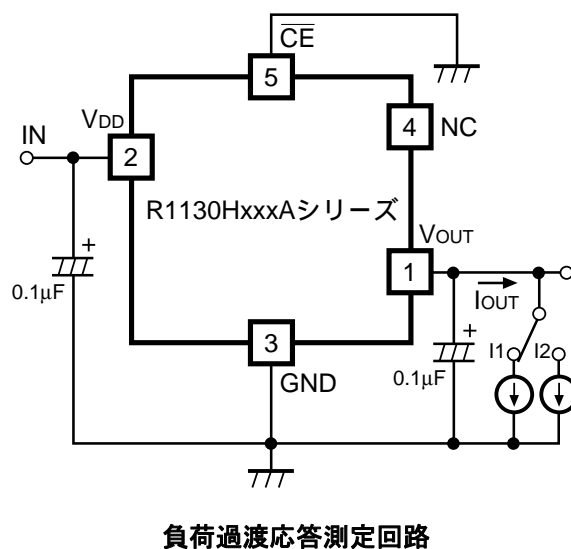 CE
5
IN
VDD
2
4
NC
R1130HxxxAシリーズ
VOUT
1
IOUT
+
0.1μF
3
GND
+
0.1μF
I1
I2
負荷過渡応答測定回路